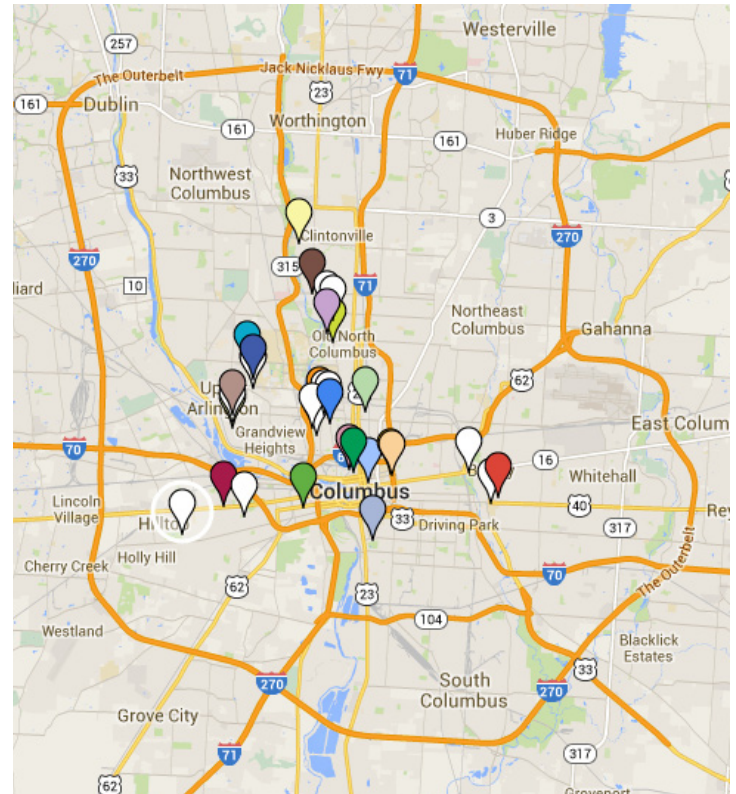 Westerville
257
The Outerbelt
Jack Nicklaus Fwy
71
23
161
Dublin
Worthington
161
161
Huber Ridge
33
Northwest
Columbus
3
Clintonville
270
270
315
71
10
Northeast
Columbus
Gahanna
Old North
Columbus
62
Arlington
Grandview
Heights
East Colum
70
16
Whitehall
Lincoln
Village
Columbus
40
Hilltop
33
Driving Park
317
Holly Hill
Cherry Creek
70
62
23
The Outerbelt
104
Westland
Blacklick
Estates
33
270
South
Columbus
270
Grove City
71
317
62